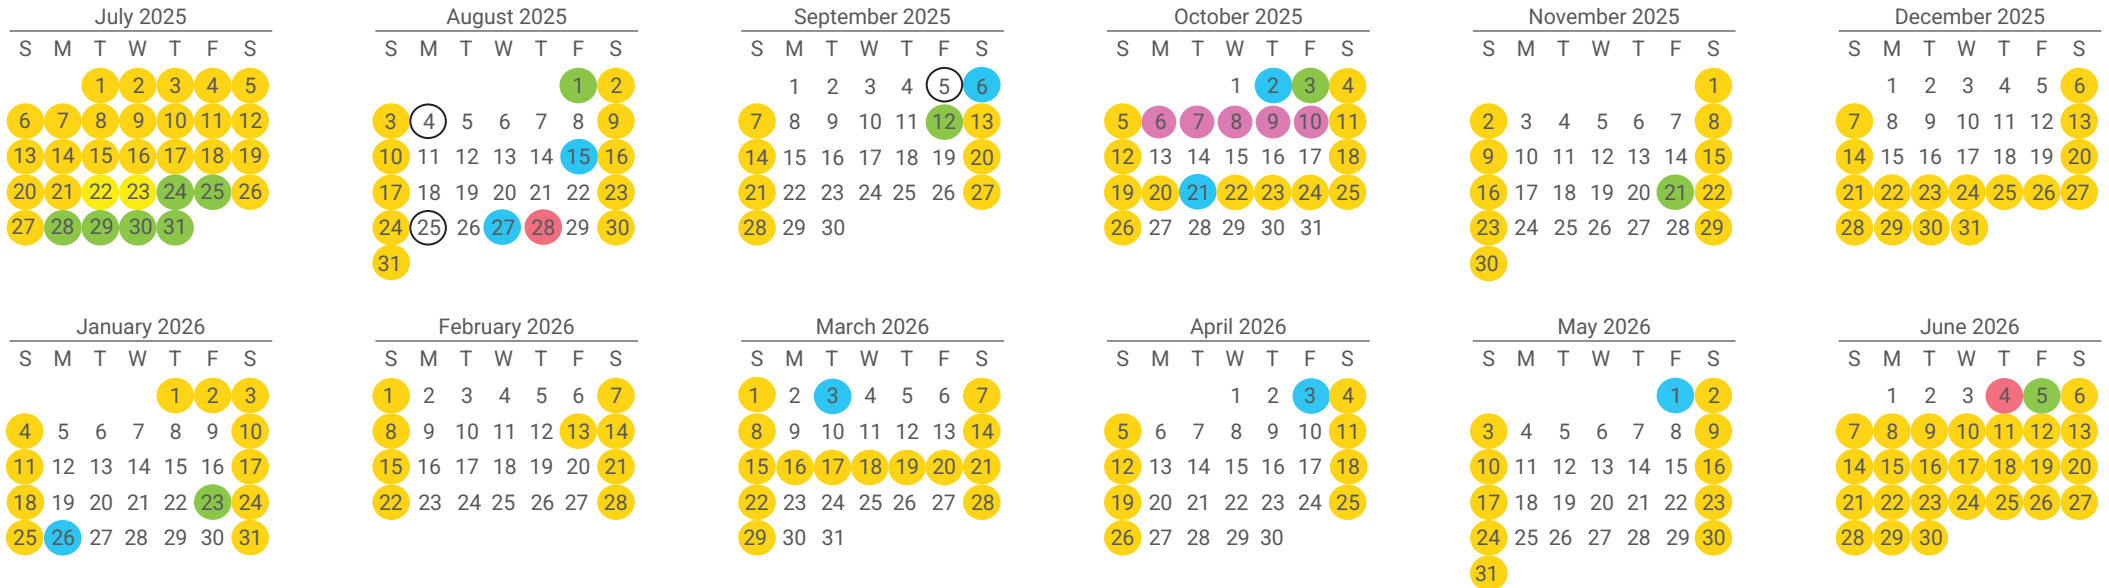 July 2025
S M T W T F S
1 2 3 4 5
6 7 8 9 10 11 12
13 14 15 16 17 18 19
20 21 22 23 24 25 26
27 28 29 30 31
August 2025
S M T W T F S
1 2
3 4 5 6 7 8 9
10 11 12 13 14 15 16
17 18 19 20 21 22 23
24 25 26 27 28 29 30
31
September 2025
S M T W T F S
1 2 3 4 5 6
7 8 9 10 11 12 13
14 15 16 17 18 19 20
21 22 23 24 25 26 27
28 29 30
October 2025
S M T W T F S
1 2 3 4
5 6 7 8 9 10 11
12 13 14 15 16 17 18
19 20 21 22 23 24 25
26 27 28 29 30 31
November 2025
S M T W T F S
1
2 3 4 5 6 7 8
9 10 11 12 13 14 15
16 17 18 19 20 21 22
23 24 25 26 27 28 29
30
December 2025
S M T W T F S
1 2 3 4 5 6
7 8 9 10 11 12 13
14 15 16 17 18 19 20
21 22 23 24 25 26 27
28 29 30 31
January 2026
S M T W T F S
1 2 3
4 5 6 7 8 9 10
11 12 13 14 15 16 17
18 19 20 21 22 23 24
25 26 27 28 29 30 31
February 2026
S M T W T F S
1 2 3 4 5 6 7
8 9 10 11 12 13 14
15 16 17 18 19 20 21
22 23 24 25 26 27 28
March 2026
S M T W T F S
1 2 3 4 5 6 7
8 9 10 11 12 13 14
15 16 17 18 19 20 21
22 23 24 25 26 27 28
29 30 31
April 2026
S M T W T F S
1 2 3 4
5 6 7 8 9 10 11
12 13 14 15 16 17 18
19 20 21 22 23 24 25
26 27 28 29 30
May 2026
S M T W T F S
1 2
3 4 5 6 7 8 9
10 11 12 13 14 15 16
17 18 19 20 21 22 23
24 25 26 27 28 29 30
31
June 2026
S M T W T F S
1 2 3 4 5 6
7 8 9 10 11 12 13
14 15 16 17 18 19 20
21 22 23 24 25 26 27
28 29 30